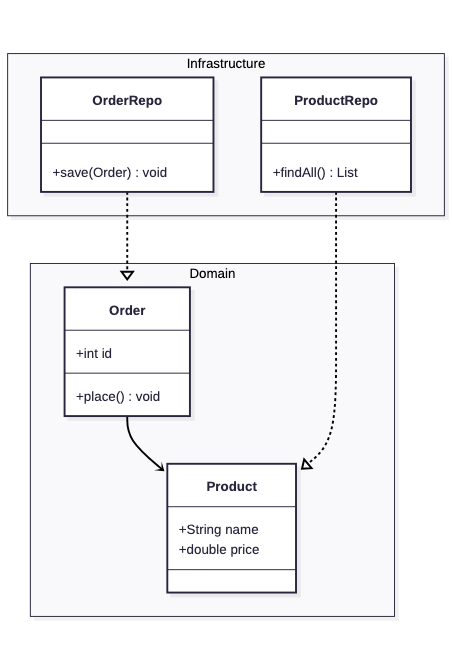 Infrastructure
OrderRepo
+save(Order) : void
ProductRepo
+findAll() : List
Domain
Order
+int id
+place() : void
Product
+String name
+double price